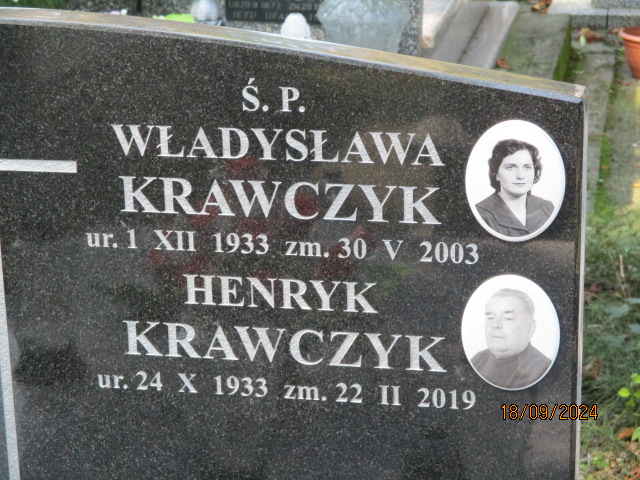 Ś. P.
WŁADYSŁAWA
KRAWCZYK
ur. 1 XII 1933 zm. 30 V 2003
HENRYK
KRAWCZYK
ur. 24 X 1933 zm. 22 II 2019
18/09/2024